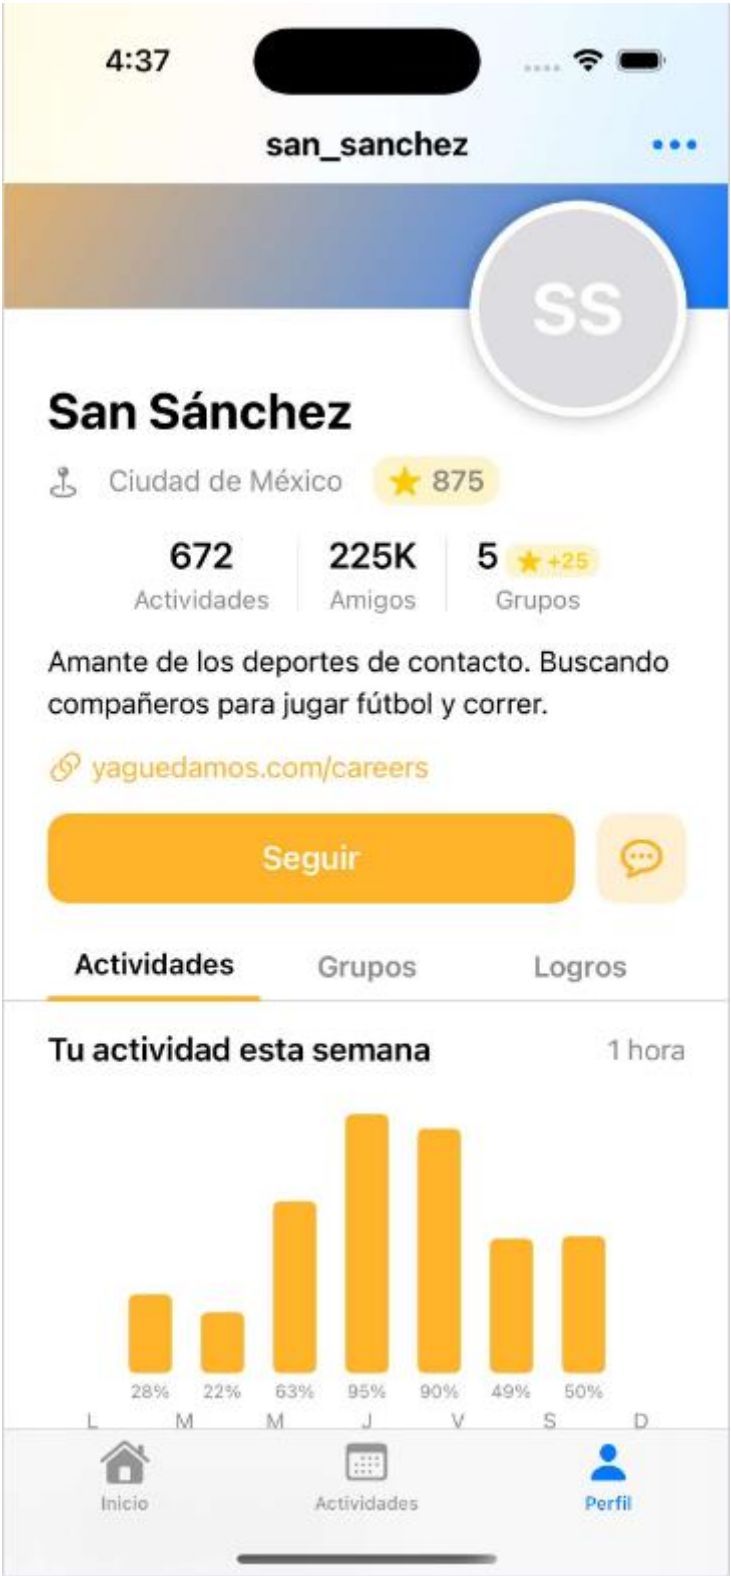 4:37
san_sanchez
SS
San Sánchez
Ciudad de México 875
672 225K 5 +25
Actividades Amigos Grupos
Amante de los deportes de contacto. Buscando
compañeros para jugar fútbol y correr.
yaguedamos.com/careers
Seguir
Actividades Grupos Logros
Tu actividad esta semana 1 hora
28% 22% 63% 95% 90% 49% 50%
L M M J V S D
Inicio Actividades Perfil